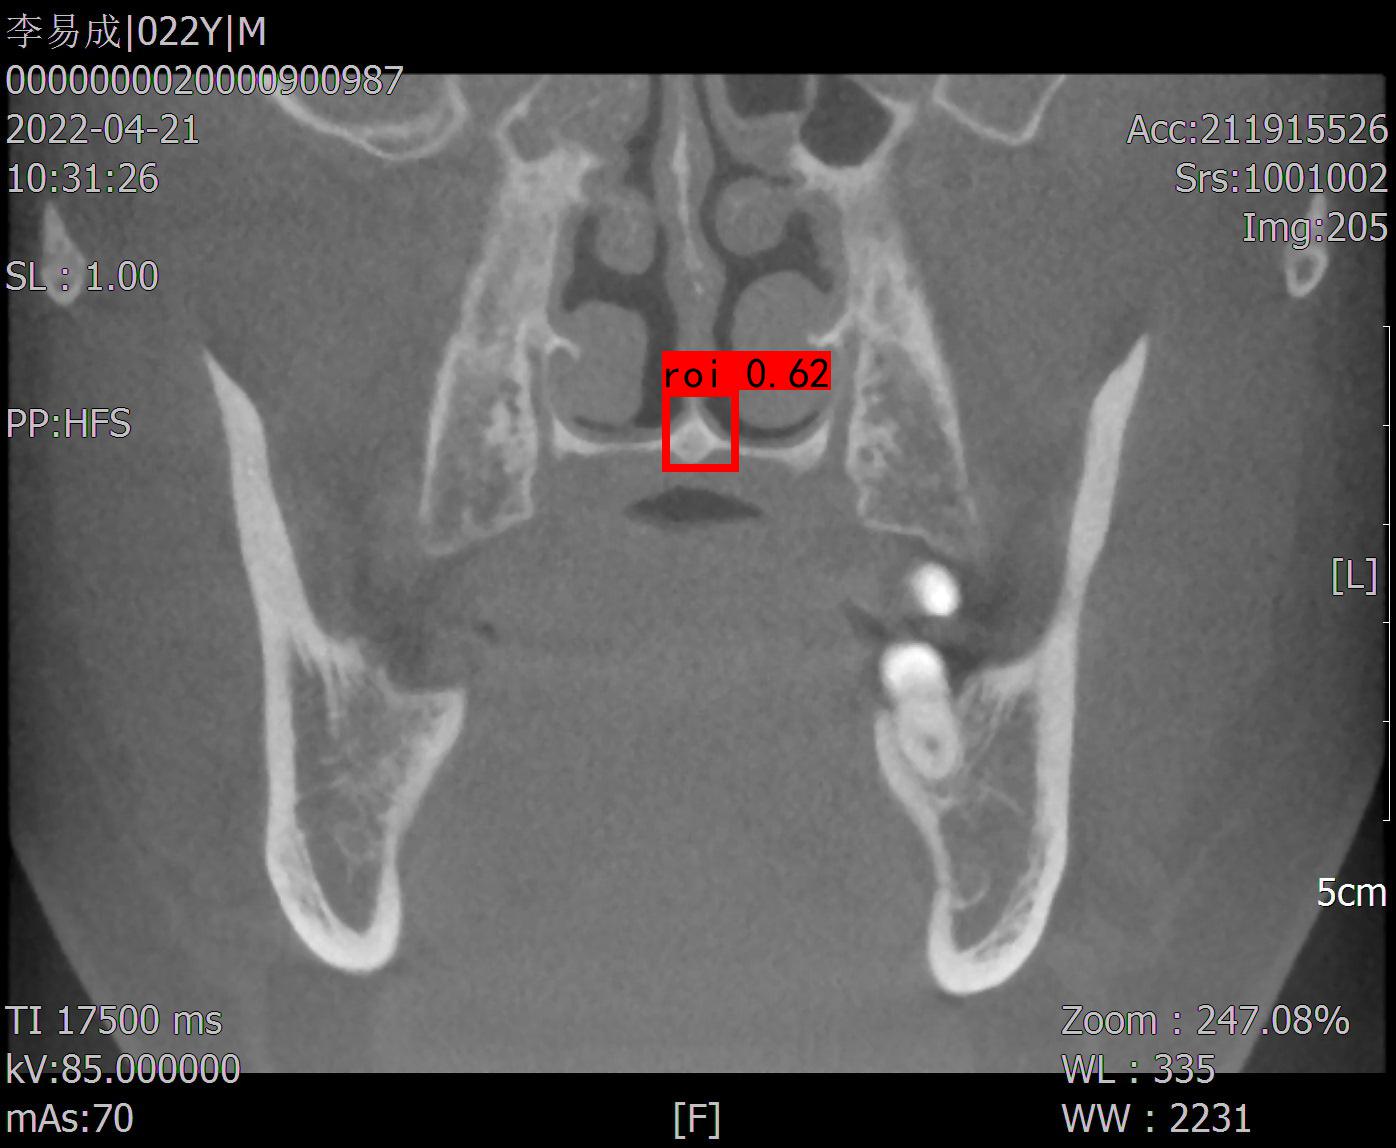 李易成|022Y|M
0000000020000900987
2022-04-21
10:31:26
SL : 1.00
PP:HFS
Acc:211915526
Srs:1001002
Img:205
roi 0.62
[L]
5cm
TI 17500 ms
kV:85.000000
mAs:70
[F]
Zoom : 247.08%
WL : 335
WW : 2231